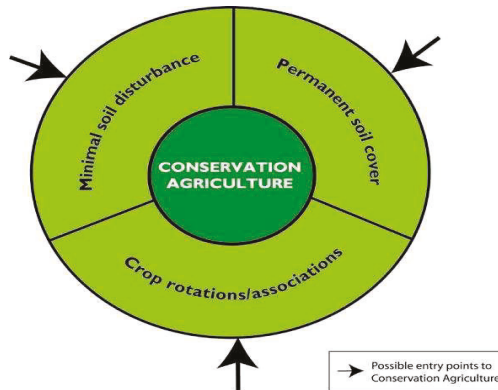 Minimal soil disturbance
Permanent soil cover
CONSERVATION
AGRICULTURE
Crop rotations/associations
Possible entry points to
Conservation Agriculture